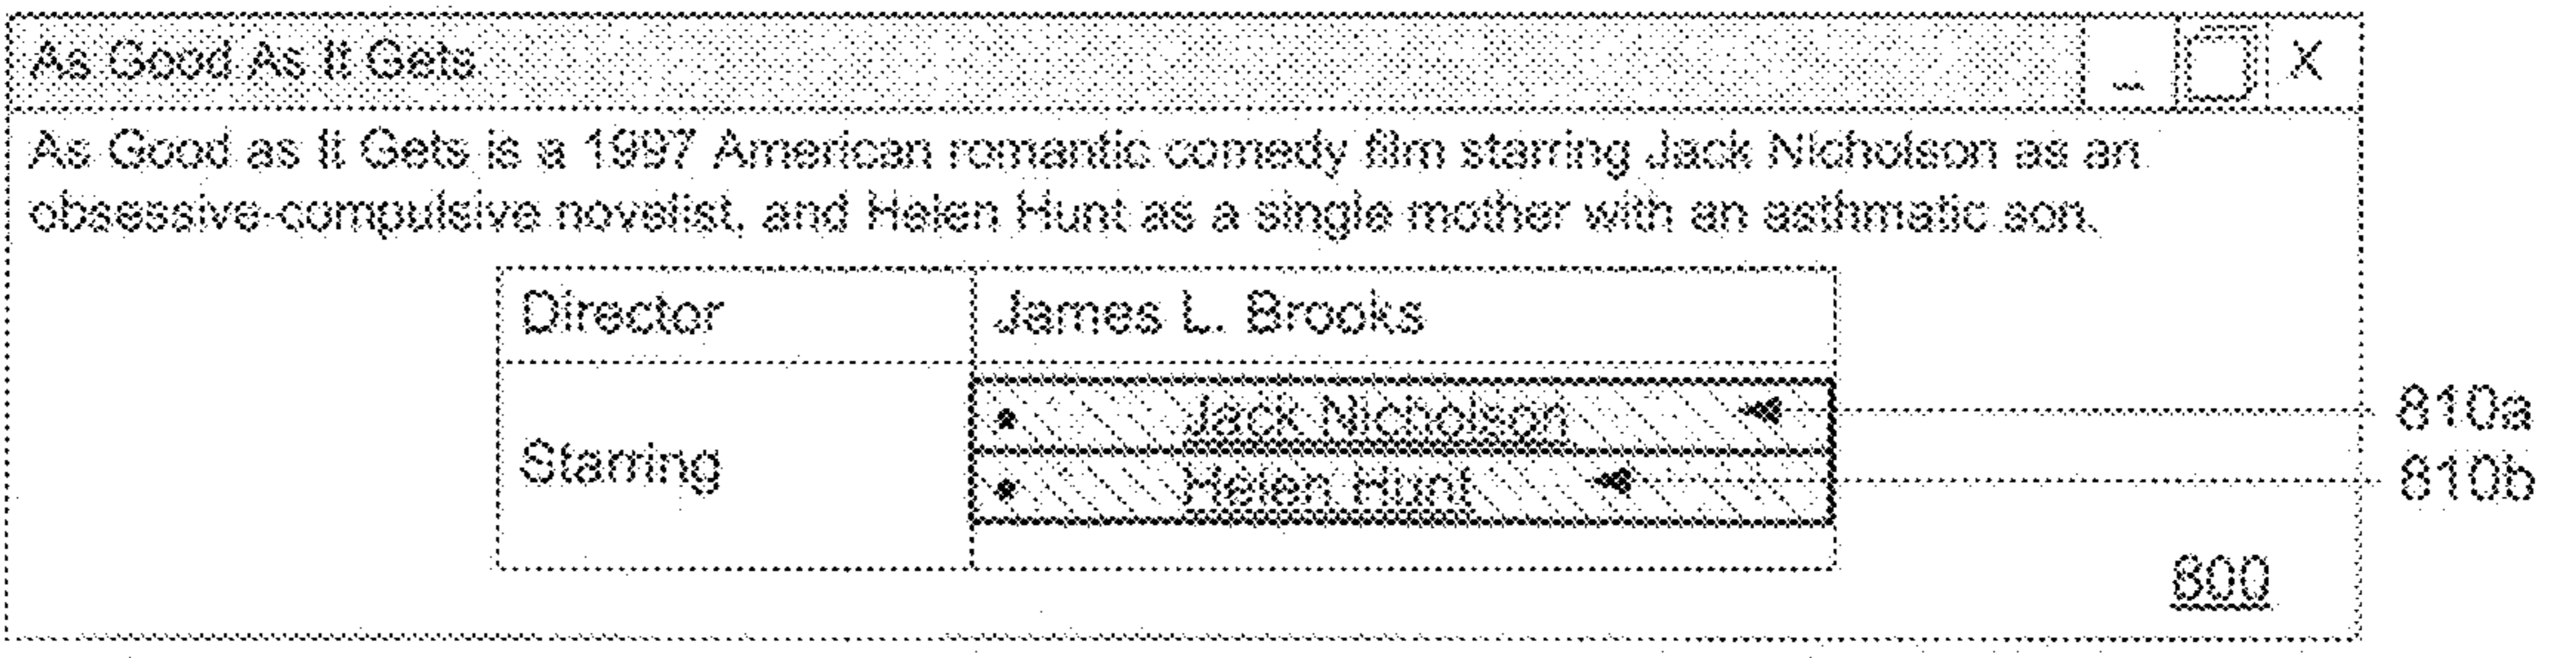 As Good As It Gets
_ X
As Good as It Gets is a 1997 American romantic comedy film starring Jack Nicholson as an
obsessive-compulsive novelist, and Helen Hunt as a single mother with an asthmatic son.
Director James L. Brooks
Starring
• Jack Nicholson 810a
• Helen Hunt 810b
800